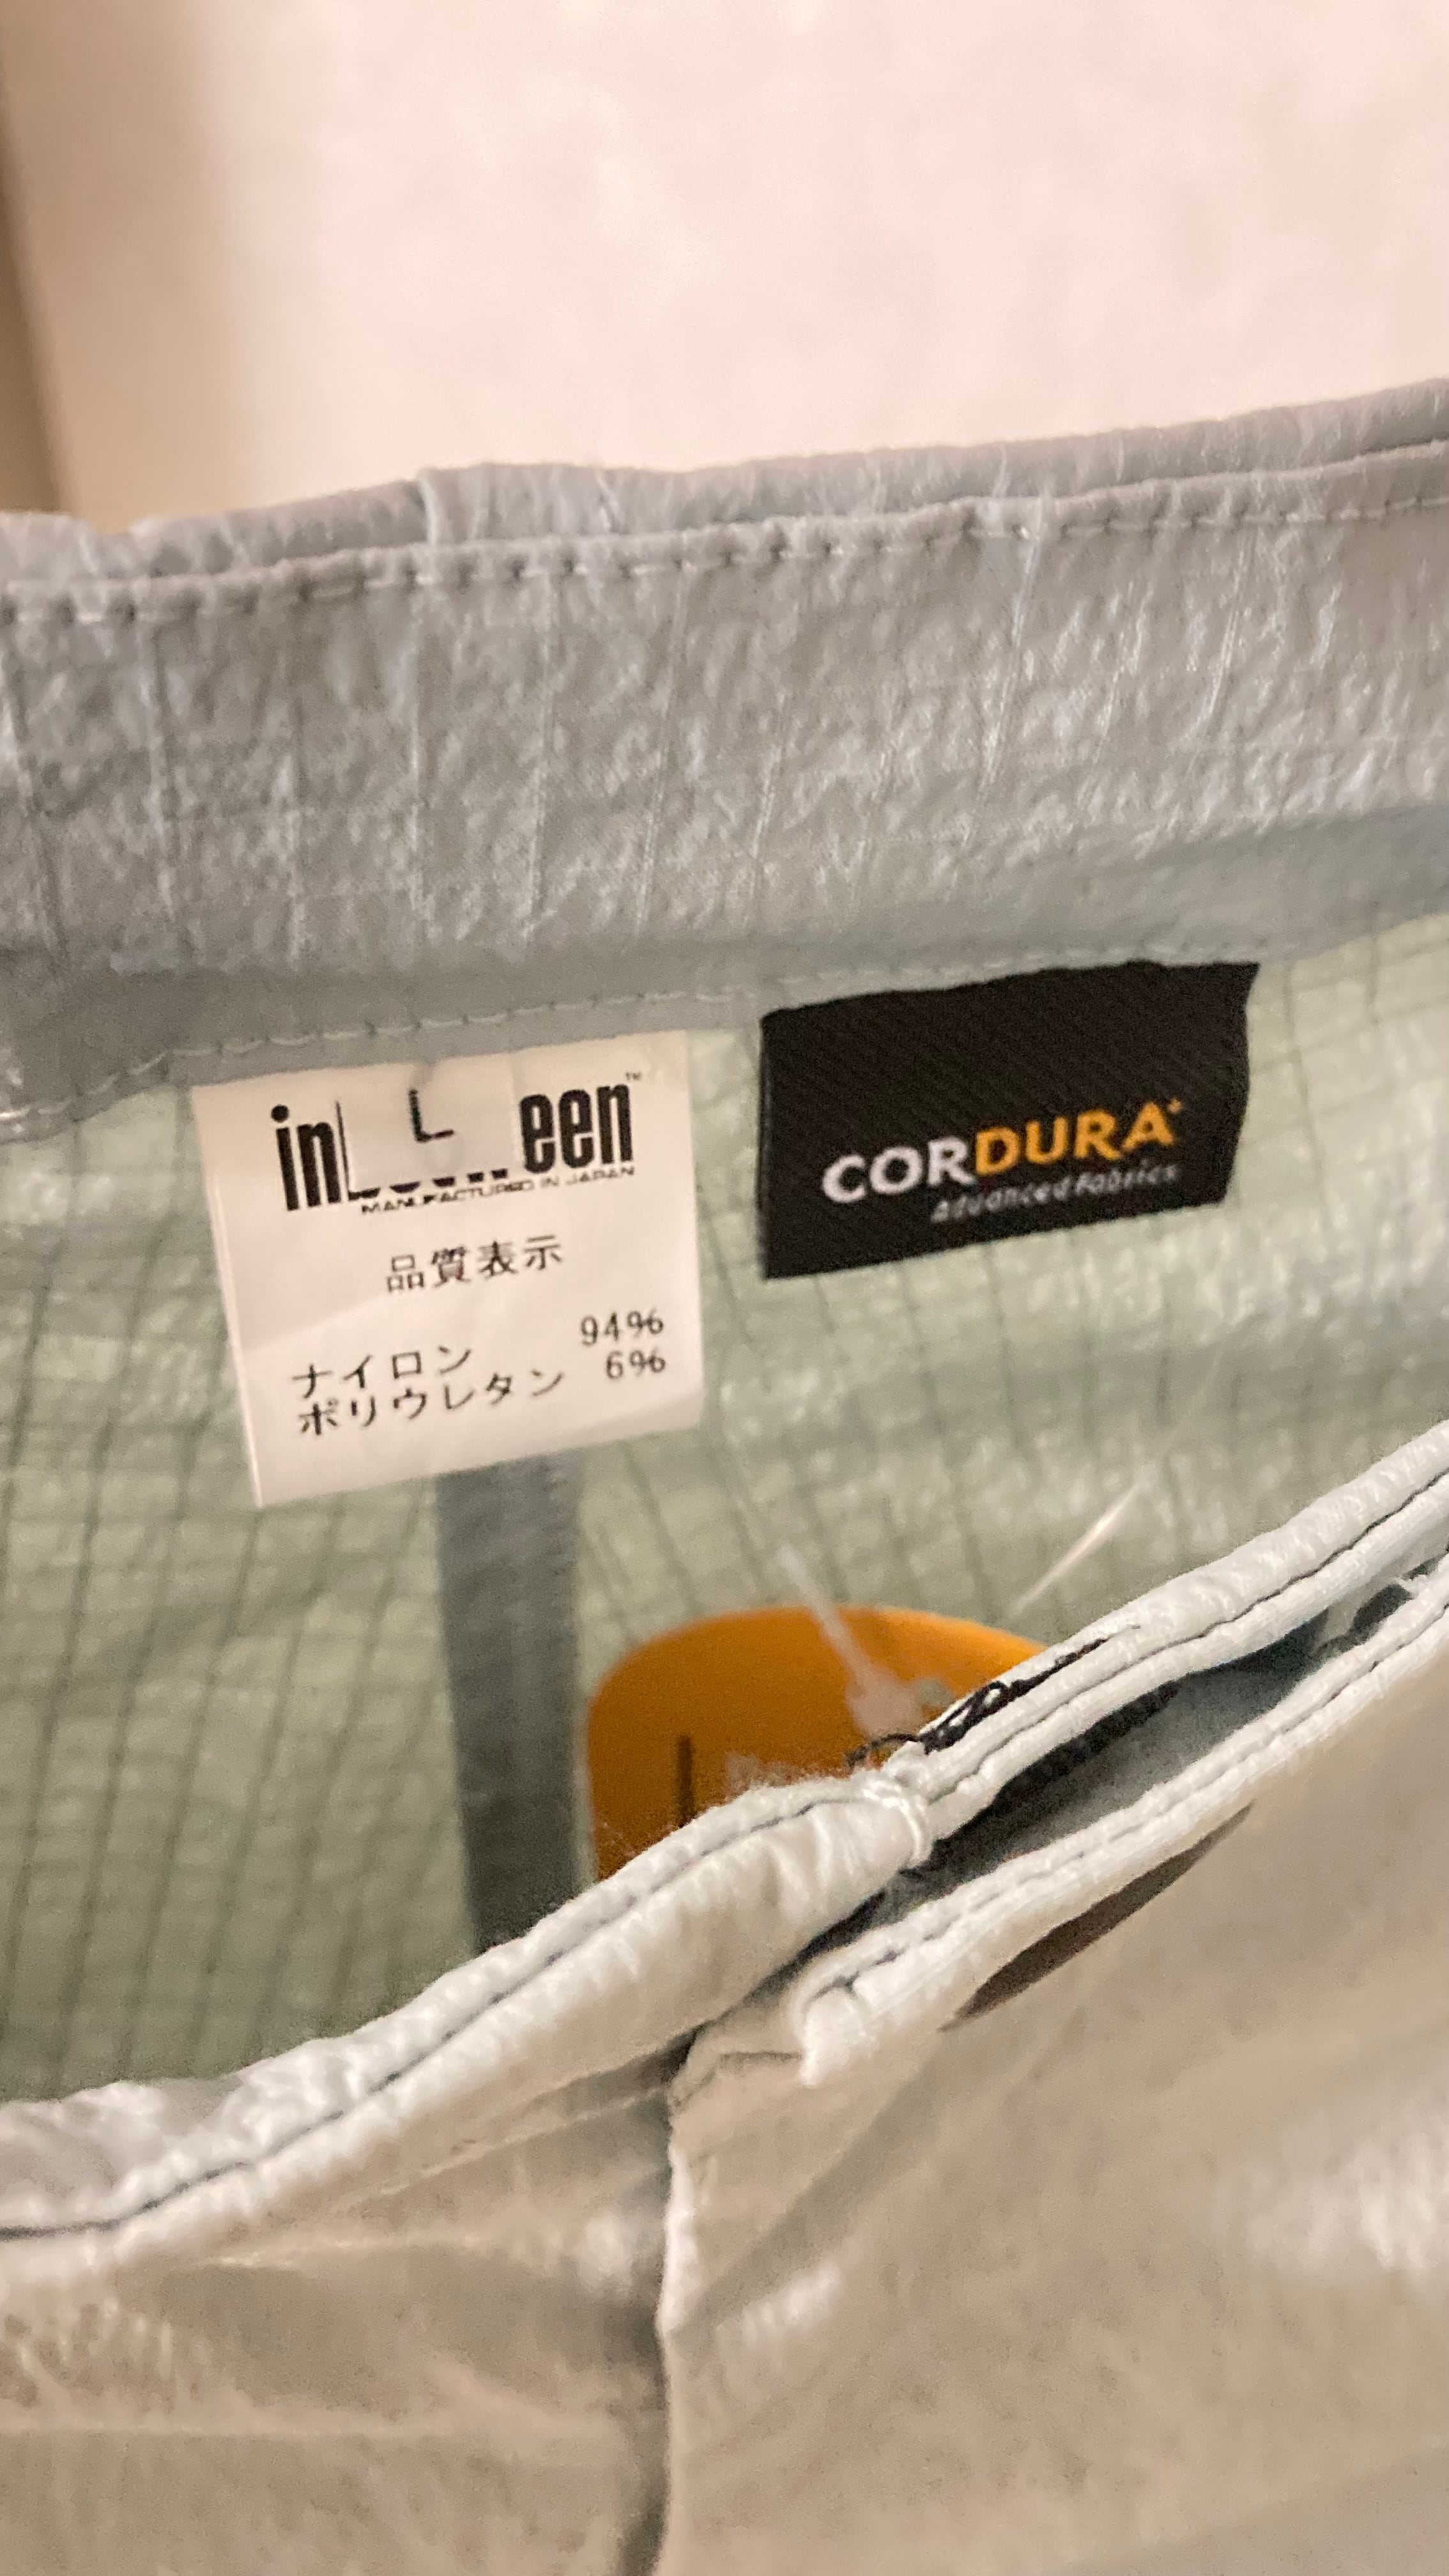 L
in een™
MANUFACTURED IN JAPAN
品質表示
ナイロン 94%
ポリウレタン 6%
CORDURA
Advanced Fabrics